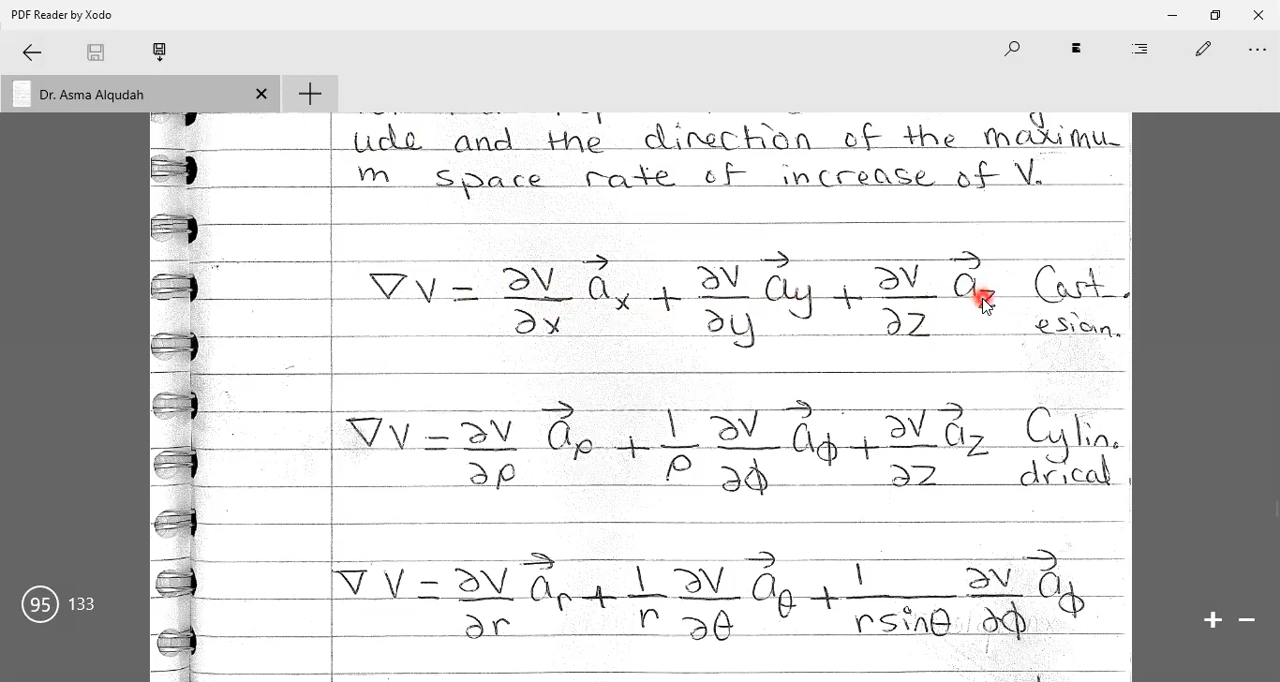 PDF Reader by Xodo
Dr. Asma Alqudah
ude and the direction of the maximu-
m space rate of increase of V.
∇V = ∂V/∂x a⃗x + ∂V/∂y a⃗y + ∂V/∂z a⃗z Cart-
esian.
∇V = ∂V/∂ρ a⃗ρ + 1/ρ ∂V/∂ϕ a⃗ϕ + ∂V/∂z a⃗z Cylin.
drical
∇V = ∂V/∂r a⃗r + 1/r ∂V/∂θ a⃗θ + 1/(r sinθ) ∂V/∂ϕ a⃗ϕ
95 133